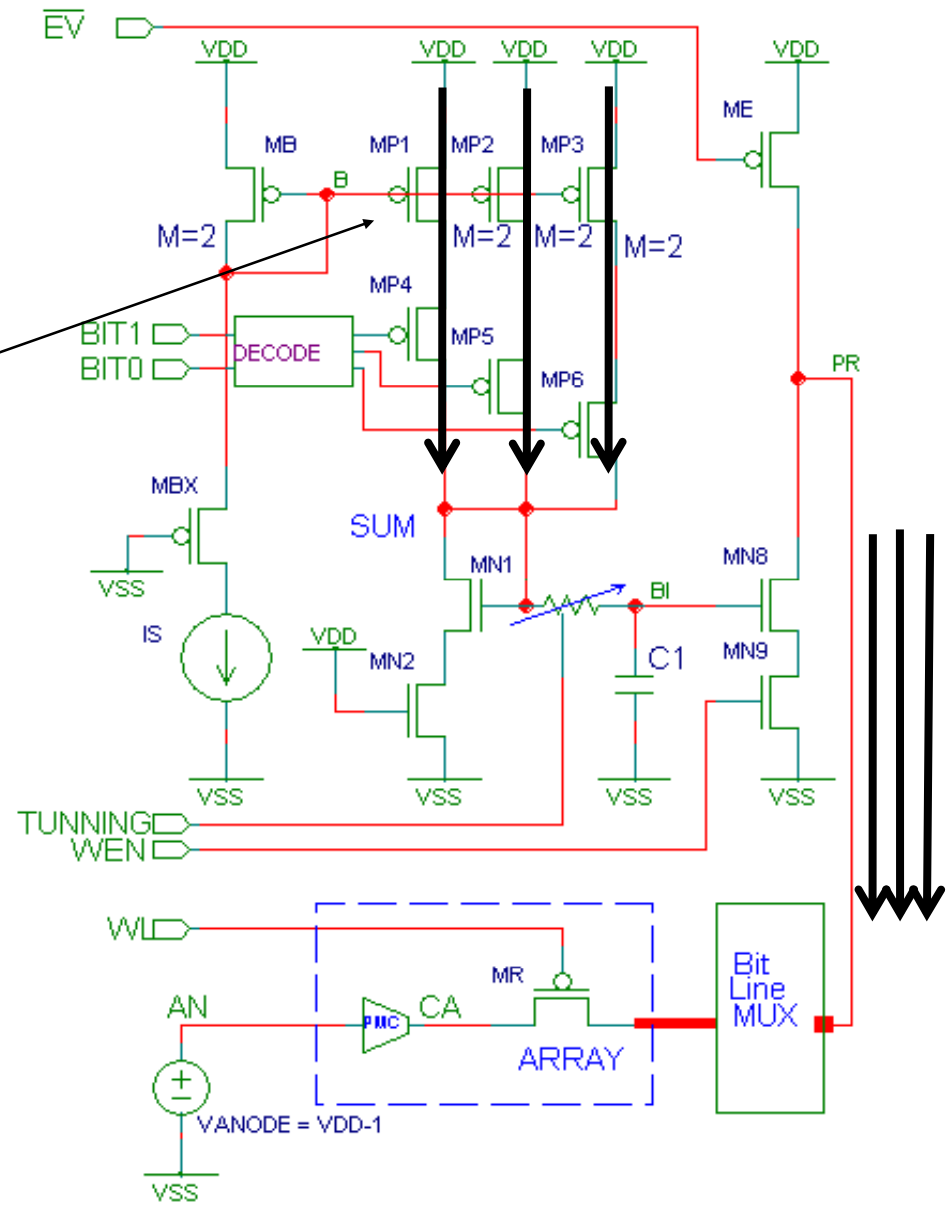 EV
VDD
VDD
VDD
VDD
VDD
ME
MB
MP1
MP2
MP3
B
M=2
M=2
M=2
M=2
MP4
BIT1
DECODE
MP5
BIT0
MP6
PR
MBX
SUM
MN1
MN8
VSS
BI
IS
VDD
MN2
C1
MN9
VSS
VSS
VSS
VSS
TUNNING
WEN
WL
MR
Bit
Line
MUX
AN
PMC
CA
ARRAY
VANODE = VDD-1
VSS